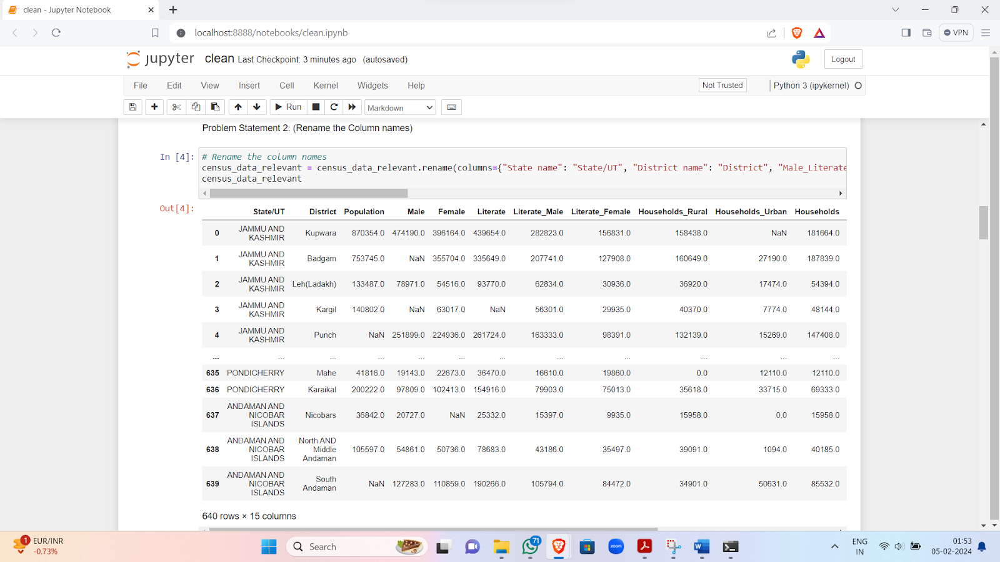 clean - Jupyter Notebook
localhost:8888/notebooks/clean.ipynb
VPN
jupyter clean Last Checkpoint: 3 minutes ago (autosaved)
Logout
File Edit View Insert Cell Kernel Widgets Help
Not Trusted
Python 3 (ipykernel)
Run
Markdown
Problem Statement 2: (Rename the Column names)
In [4]: # Rename the column names
census_data_relevant = census_data_relevant.rename(columns={"State name": "State/UT", "District name": "District", "Male_Literate
census_data_relevant
Out[4]:
State/UT District Population Male Female Literate Literate_Male Literate_Female Households_Rural Households_Urban Households
0 JAMMU AND KASHMIR Kupwara 870354.0 474190.0 396164.0 439654.0 282823.0 156831.0 158438.0 NaN 181664.0
1 JAMMU AND KASHMIR Badgam 753745.0 NaN 355704.0 335649.0 207741.0 127908.0 160649.0 27190.0 187839.0
2 JAMMU AND KASHMIR Leh(Ladakh) 133487.0 78971.0 54516.0 93770.0 62834.0 30936.0 36920.0 17474.0 54394.0
3 JAMMU AND KASHMIR Kargil 140802.0 NaN 63017.0 NaN 56301.0 29935.0 40370.0 7774.0 48144.0
4 JAMMU AND KASHMIR Punch NaN 251899.0 224936.0 261724.0 163333.0 98391.0 132139.0 15269.0 147408.0
... ... ... ... ... ... ... ... ... ... ... ...
635 PONDICHERRY Mahe 41816.0 19143.0 22673.0 36470.0 16610.0 19860.0 0.0 12110.0 12110.0
636 PONDICHERRY Karaikal 200222.0 97809.0 102413.0 154916.0 79903.0 75013.0 35618.0 33715.0 69333.0
637 ANDAMAN AND NICOBAR ISLANDS Nicobars 36842.0 20727.0 NaN 25332.0 15397.0 9935.0 15958.0 0.0 15958.0
638 ANDAMAN AND NICOBAR ISLANDS North AND Middle Andaman 105597.0 54861.0 50736.0 78683.0 43186.0 35497.0 39091.0 1094.0 40185.0
639 ANDAMAN AND NICOBAR ISLANDS South Andaman NaN 127283.0 110859.0 190266.0 105794.0 84472.0 34901.0 50631.0 85532.0
640 rows × 15 columns
1 EUR/INR
-0.73%
Search
71
zoom
W
ENG
IN
01:53
05-02-2024